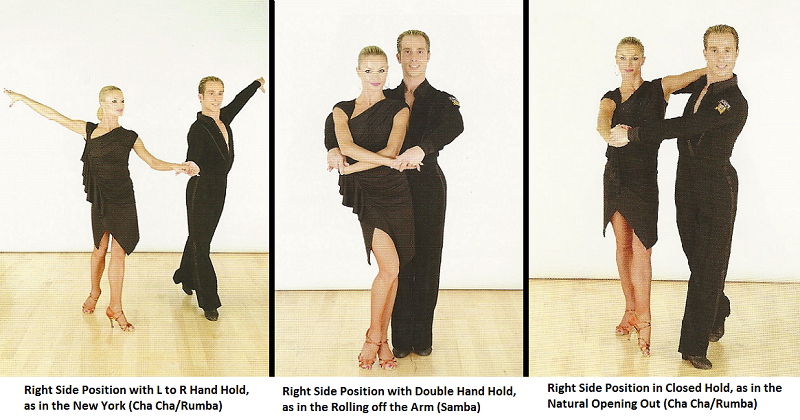 Right Side Position with L to R Hand Hold,
as in the New York (Cha Cha/Rumba)
Right Side Position with Double Hand Hold,
as in the Rolling off the Arm (Samba)
Right Side Position in Closed Hold, as in the
Natural Opening Out (Cha Cha/Rumba)